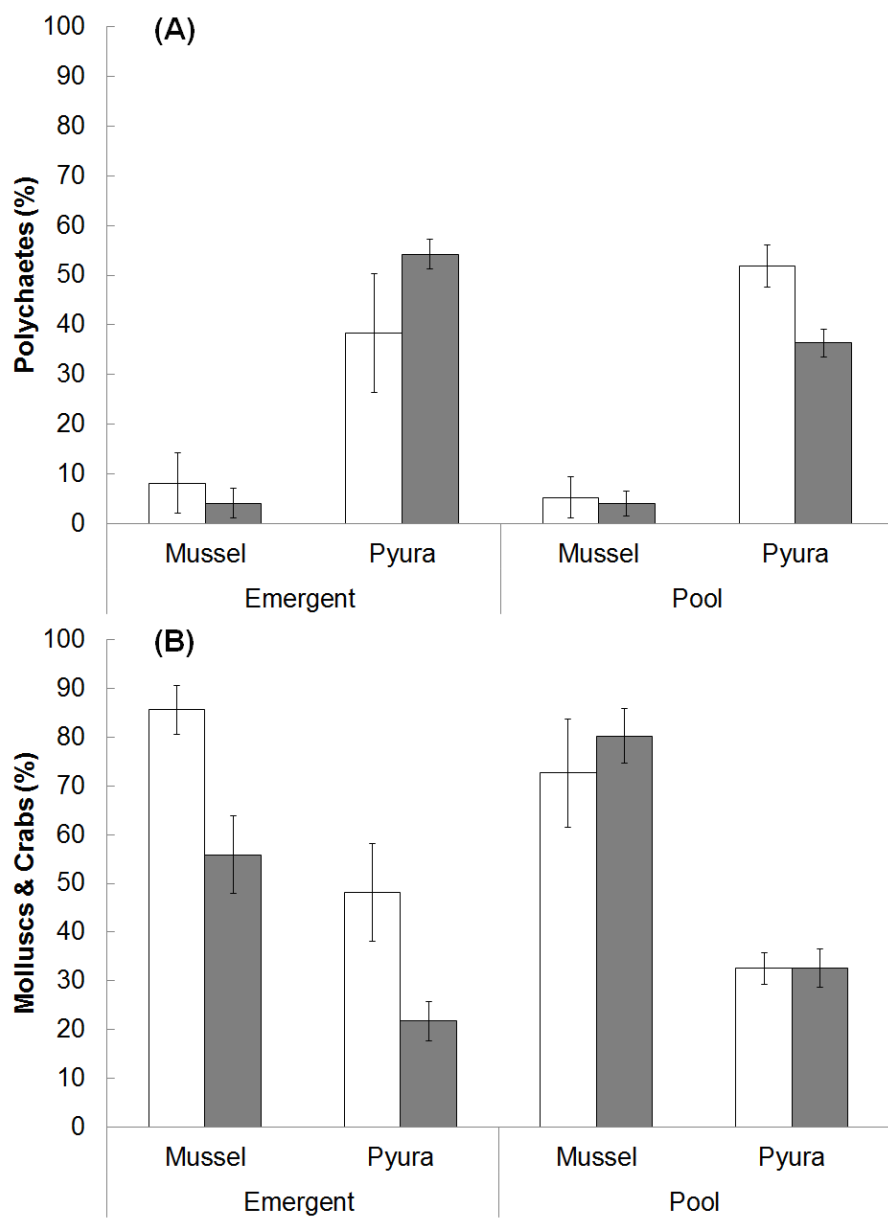 (A)
100
90
80
70
60
50
40
30
20
10
0
Polychaetes (%)
Mussel Pyura Mussel Pyura
Emergent Pool
(B)
100
90
80
70
60
50
40
30
20
10
0
Molluscs & Crabs (%)
Mussel Pyura Mussel Pyura
Emergent Pool